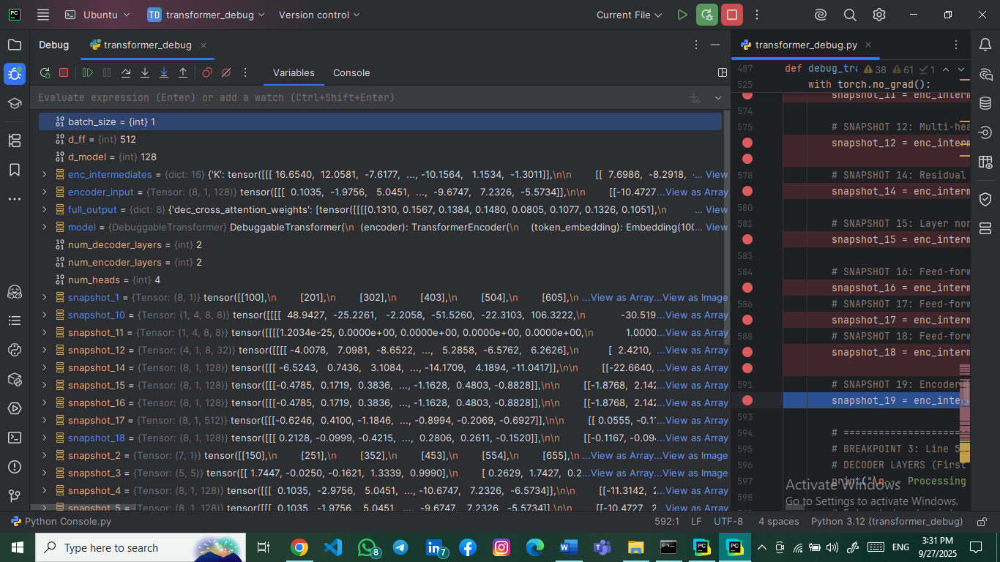 Ubuntu
TD transformer_debug
Version control
Current File
Debug
transformer_debug
transformer_debug.py
Variables
Console
Evaluate expression (Enter) or add a watch (Ctrl+Shift+Enter)
batch_size = {int} 1
d_ff = {int} 512
d_model = {int} 128
enc_intermediates = {dict: 16} {'K': tensor([[[ 16.6540, 12.0581, -7.6177, ..., -10.1564, 1.1534, -1.3011]],\n\n [[ 7.6986, -8.2918, ... View
encoder_input = {Tensor: (8, 1, 128)} tensor([[[ 0.1035, -1.9756, 5.0451, ..., -9.6747, 7.2326, -5.5734]],\n\n [[-10.4727 ...View as Array
full_output = {dict: 8} {'dec_cross_attention_weights': [tensor([[[[0.1310, 0.1567, 0.1384, 0.1480, 0.0805, 0.1077, 0.1326, 0.1051],\n ... View
model = {DebuggableTransformer} DebuggableTransformer(\n (encoder): TransformerEncoder(\n (token_embedding): Embedding(100 ... View
num_decoder_layers = {int} 2
num_encoder_layers = {int} 2
num_heads = {int} 4
snapshot_1 = {Tensor: (8, 1)} tensor([[100],\n [201],\n [302],\n [403],\n [504],\n [605],\n ...View as Array ...View as Image
snapshot_10 = {Tensor: (1, 4, 8, 8)} tensor([[[[ 48.9427, -25.2261, -2.2058, -51.5260, -22.3103, 106.3222,\n -30.519 ...View as Array
snapshot_11 = {Tensor: (1, 4, 8, 8)} tensor([[[[1.2034e-25, 0.0000e+00, 0.0000e+00, 0.0000e+00, 0.0000e+00,\n 1.0000 ...View as Array
snapshot_12 = {Tensor: (4, 1, 8, 32)} tensor([[[[ -4.0078, 7.0981, -8.6522, ..., 5.2858, -6.5762, 6.2626],\n [ 2.4210, ...View as Array
snapshot_14 = {Tensor: (8, 1, 128)} tensor([[[ -6.5243, 0.7436, 3.1084, ..., -14.1709, 4.1894, -11.0417]],\n\n [[-22.6640, ...View as Array
snapshot_15 = {Tensor: (8, 1, 128)} tensor([[[-0.4785, 0.1719, 0.3836, ..., -1.1628, 0.4803, -0.8828]],\n\n [[-1.8768, 2.142 ...View as Array
snapshot_16 = {Tensor: (8, 1, 128)} tensor([[[-0.4785, 0.1719, 0.3836, ..., -1.1628, 0.4803, -0.8828]],\n\n [[-1.8768, 2.142 ...View as Array
snapshot_17 = {Tensor: (8, 1, 512)} tensor([[[-0.6246, 0.4100, -1.1846, ..., -0.8994, -0.2069, -0.6927]],\n\n [[ 0.0555, -0.1 ...View as Array
snapshot_18 = {Tensor: (8, 1, 128)} tensor([[[ 0.2128, -0.0999, -0.4215, ..., 0.2806, 0.2611, -0.1520]],\n\n [[-0.1167, -0.09 ...View as Array
snapshot_2 = {Tensor: (7, 1)} tensor([[150],\n [251],\n [352],\n [453],\n [554],\n [655],\n ...View as Array ...View as Image
snapshot_3 = {Tensor: (5, 5)} tensor([[ 1.7447, -0.0250, -0.1621, 1.3339, 0.9990],\n [ 0.2629, 1.7427, 0.2 ...View as Array ...View as Image
snapshot_4 = {Tensor: (8, 1, 128)} tensor([[[ 0.1035, -2.9756, 5.0451, ..., -10.6747, 7.2326, -6.5734]],\n\n [[-11.3142, ...View as Array
snapshot_5 = {Tensor: (8, 1, 128)} tensor([[[ 0.1035, -1.9756, 5.0451, ..., -9.6747, 7.2326, -5.5734]],\n\n [[-10.4727, ...View as Array
487 def debug_tra 38 61 1
525 with torch.no_grad():
snapshot_11 = enc_interm
574
575 # SNAPSHOT 12: Multi-hea
snapshot_12 = enc_interm
578 # SNAPSHOT 14: Residual
snapshot_14 = enc_interm
580
581 # SNAPSHOT 15: Layer nor
snapshot_15 = enc_interm
583
584 # SNAPSHOT 16: Feed-forw
snapshot_16 = enc_interm
586 # SNAPSHOT 17: Feed-forw
snapshot_17 = enc_interm
588 # SNAPSHOT 18: Feed-forw
snapshot_18 = enc_interm
591 # SNAPSHOT 19: Encoder
snapshot_19 = enc_inte
593
594 # ======================
595 # BREAKPOINT 3: Line 5
596 # DECODER LAYERS (First
597 print("\n-- Processing
598
Activate Windows
Go to Settings to activate Windows.
Python Console.py
592:1 LF UTF-8 4 spaces Python 3.12 (transformer_debug)
Type here to search
8
7
ENG
3:31 PM
9/27/2025